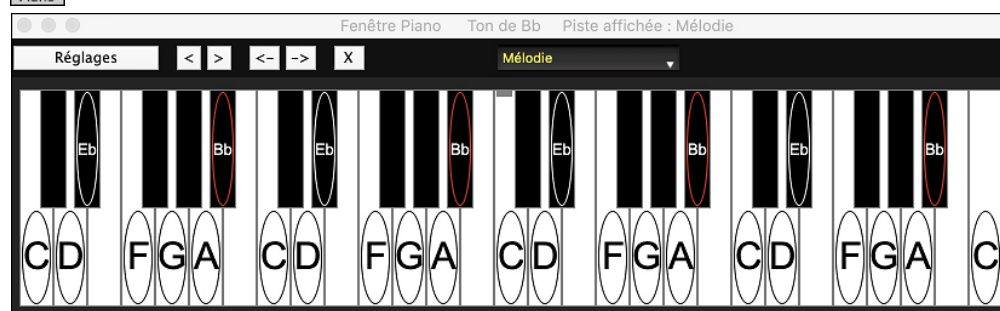 Fenêtre Piano Ton de Bb Piste affichée : Mélodie
Réglages < > <- -> X Mélodie
Eb Bb Eb Bb Eb Bb Eb Bb
C D F G A C D F G A C D F G A C D F G A C